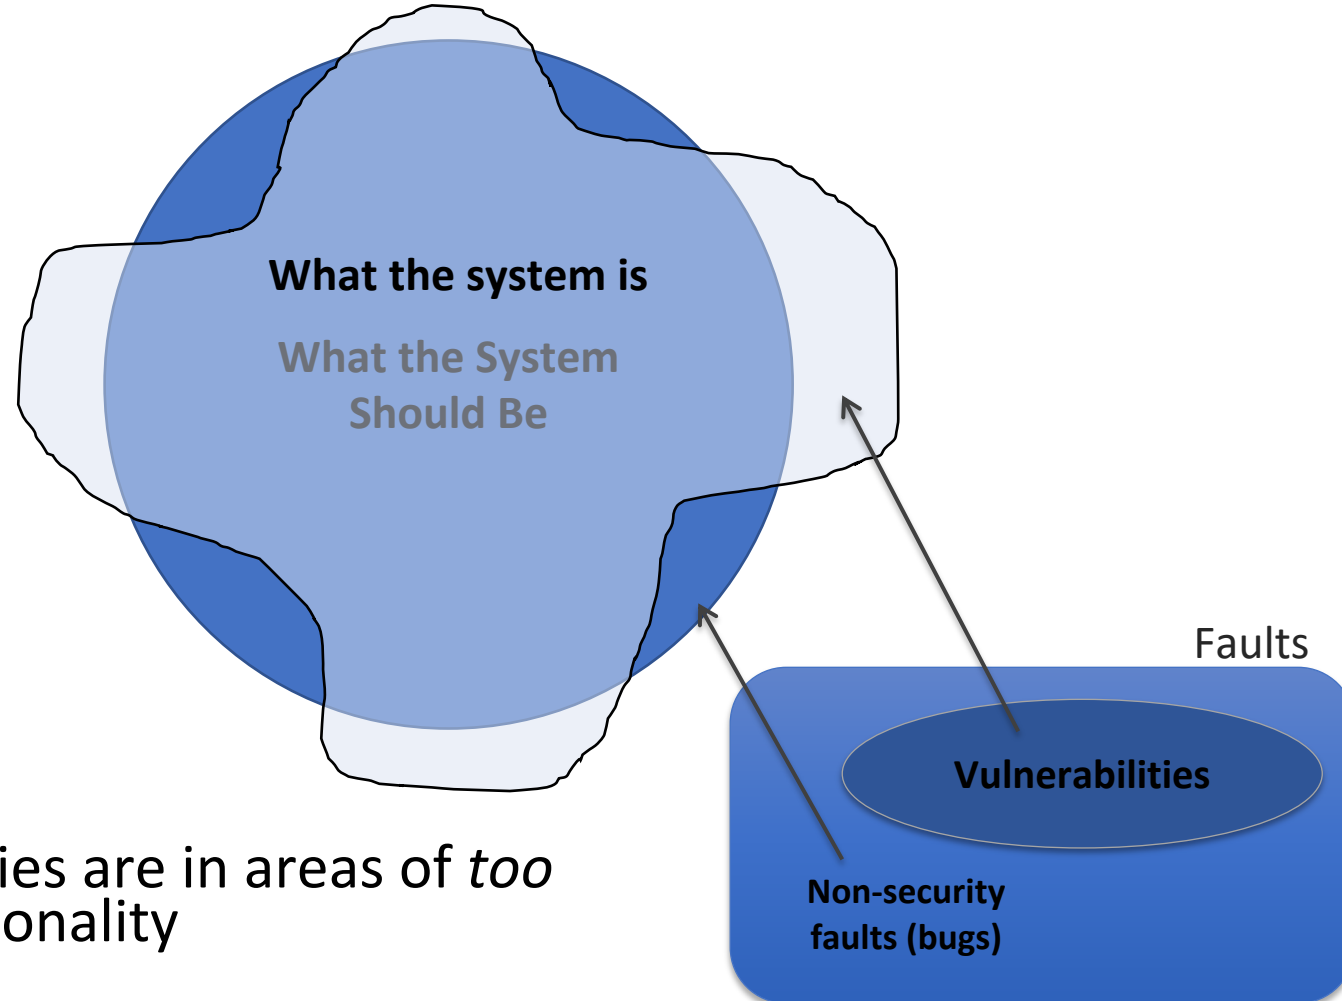 What the system is
What the System
Should Be
Faults
Vulnerabilities
Non-security
faults (bugs)
ies are in areas of too
onality